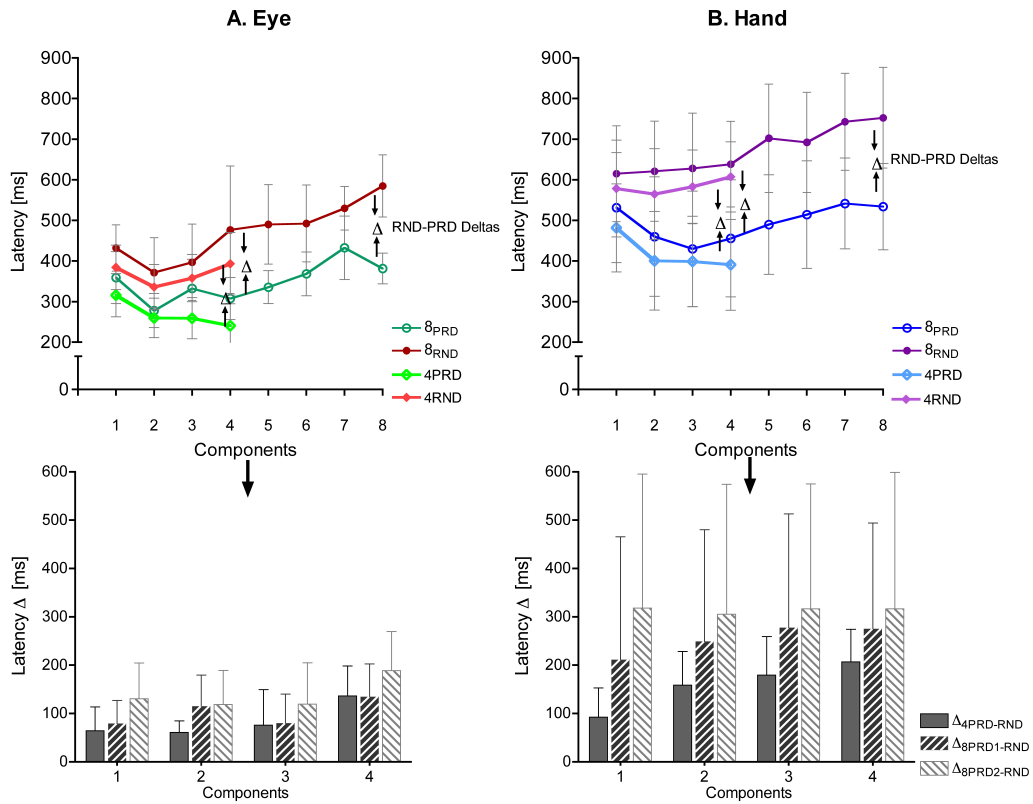 A. Eye
B. Hand
Latency [ms]
900
800
700
600
500
400
300
200
0
Δ
Δ
Δ
RND-PRD Deltas
8PRD
8RND
4PRD
4RND
1 2 3 4 5 6 7 8
Components
Latency [ms]
900
800
700
600
500
400
300
200
0
Δ
Δ
Δ
RND-PRD Deltas
8PRD
8RND
4PRD
4RND
1 2 3 4 5 6 7 8
Components
Latency Δ [ms]
600
500
400
300
200
100
0
1 2 3 4
Components
Latency Δ [ms]
600
500
400
300
200
100
0
1 2 3 4
Components
Δ4PRD-RND
Δ8PRD1-RND
Δ8PRD2-RND